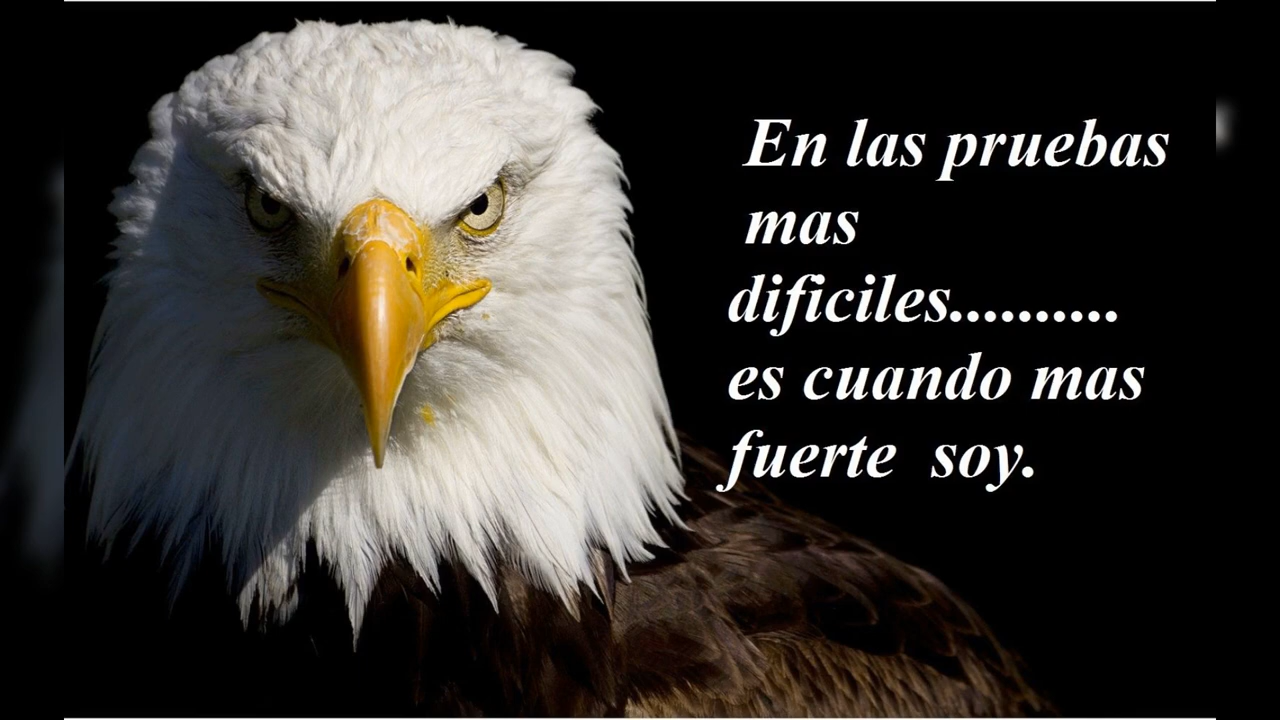 En las pruebas
mas
dificiles..........
es cuando mas
fuerte soy.